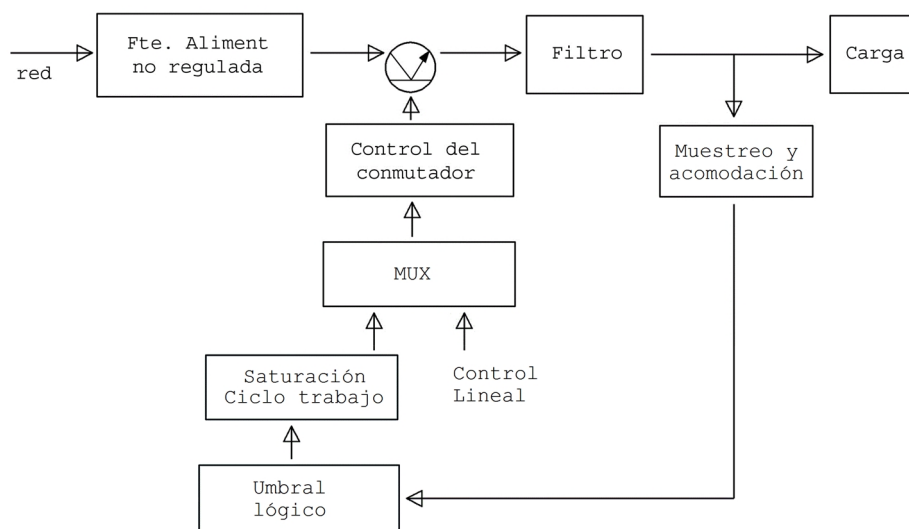 Fte. Aliment
no regulada
red
Filtro
Carga
Control del
conmutador
Muestreo y
acomodación
MUX
Saturación
Ciclo trabajo
Control
Lineal
Umbral
lógico